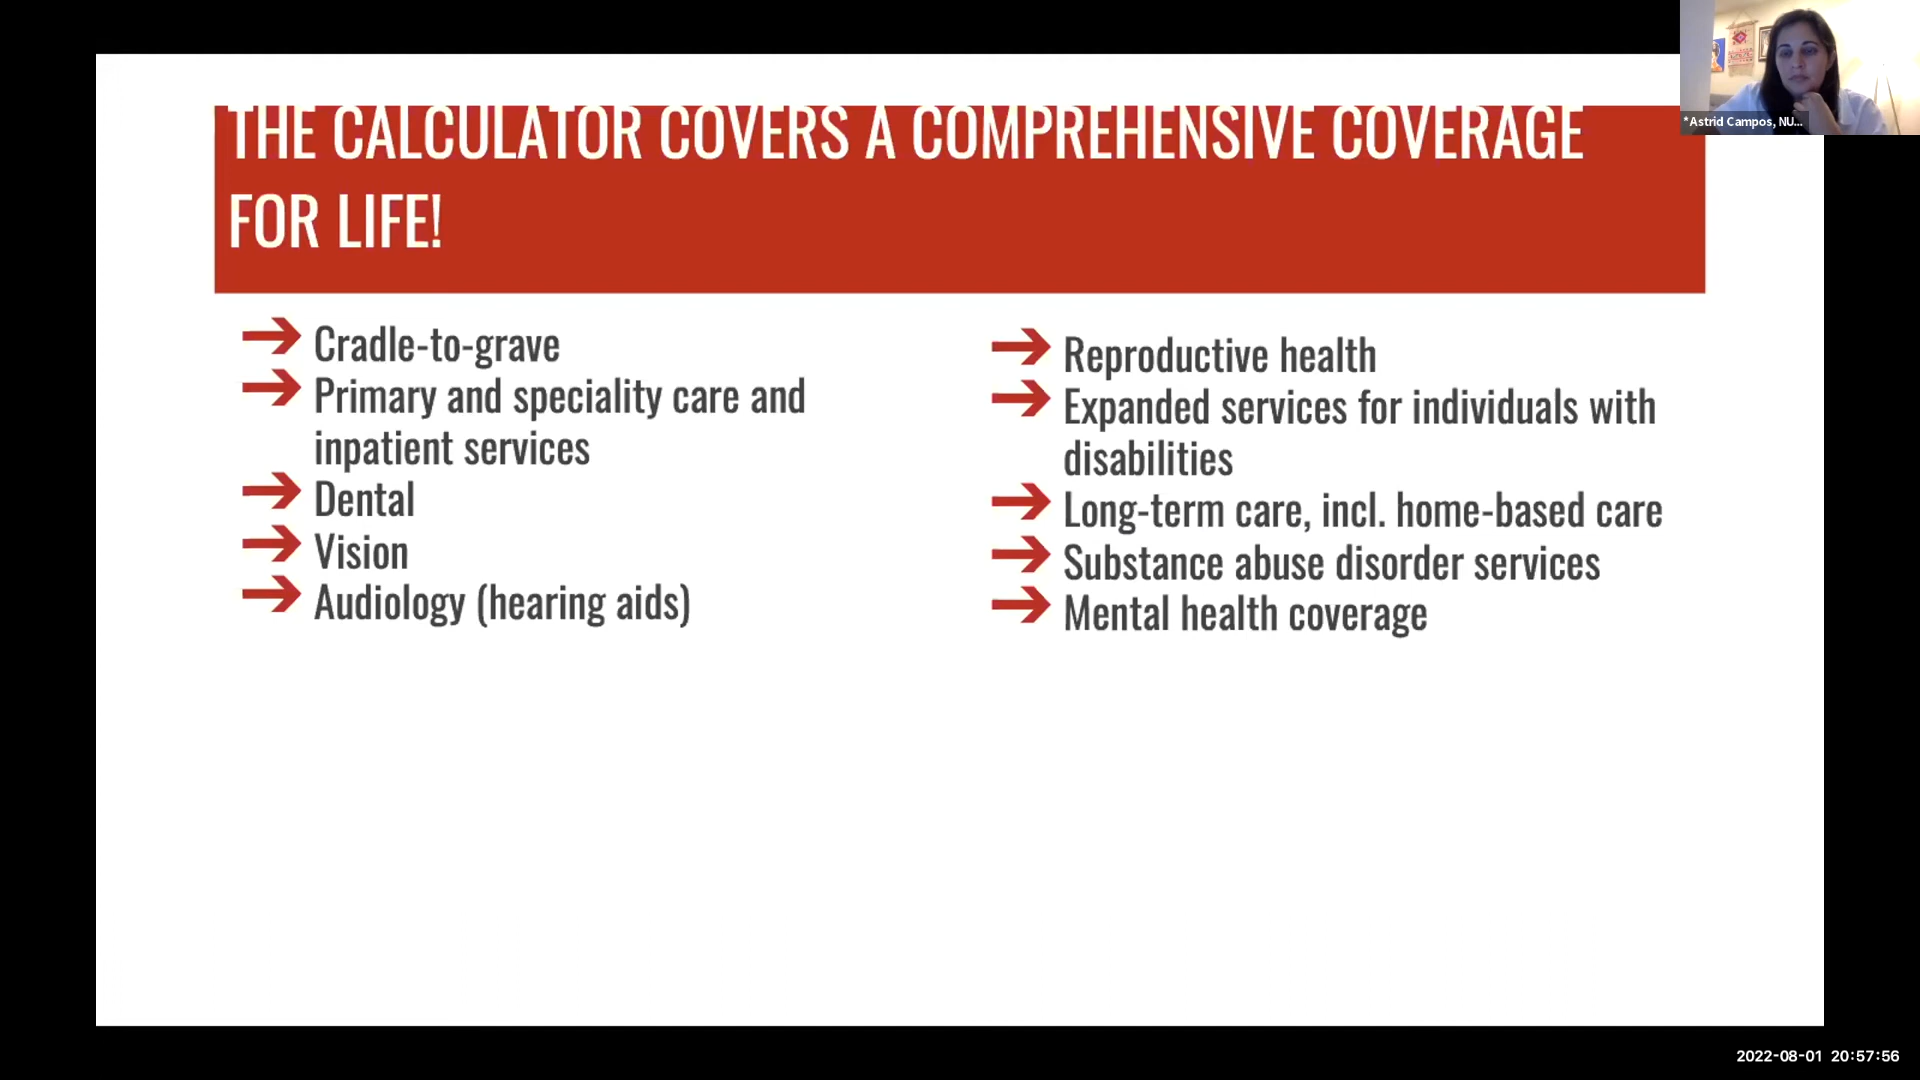 THE CALCULATOR COVERS A COMPREHENSIVE COVERAGE
FOR LIFE!
Cradle-to-grave
Primary and speciality care and
inpatient services
Dental
Vision
Audiology (hearing aids)
Reproductive health
Expanded services for individuals with
disabilities
Long-term care, incl. home-based care
Substance abuse disorder services
Mental health coverage
*Astrid Campos, NU...
2022-08-01 20:57:56